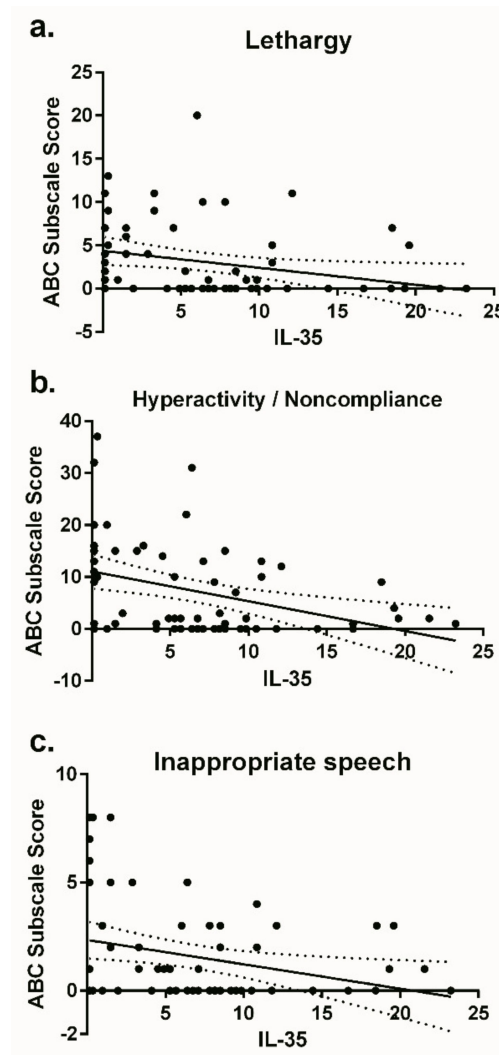 a.
Lethargy
ABC Subscale Score
25
20
15
10
5
0
-5
5
10
15
20
25
IL-35
b.
Hyperactivity / Noncompliance
ABC Subscale Score
40
30
20
10
0
-10
5
10
15
20
25
IL-35
c.
Inappropriate speech
ABC Subscale Score
10
5
0
-2
5
10
15
20
25
IL-35